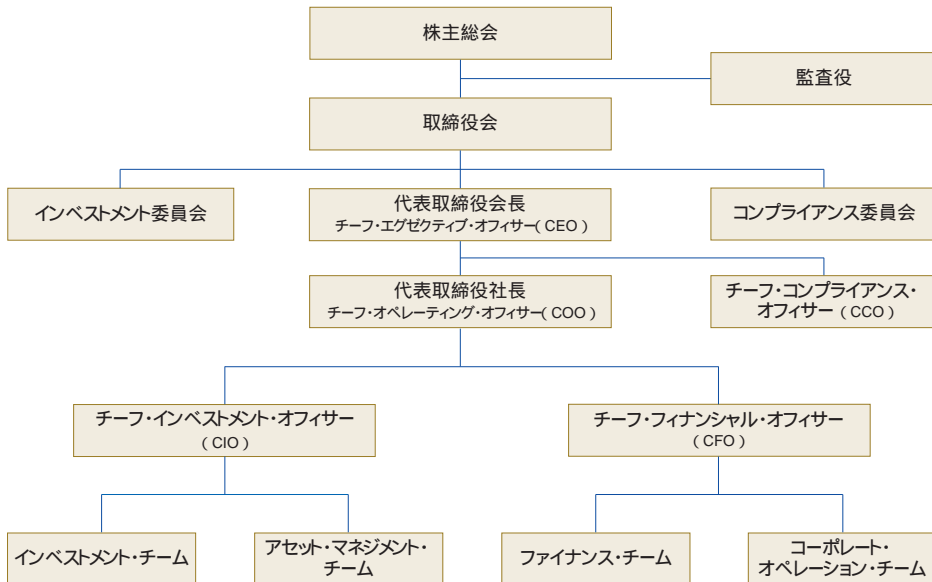 株主総会
監査役
取締役会
インベストメント委員会
代表取締役会長
チーフ・エグゼクティブ・オフィサー（CEO）
コンプライアンス委員会
代表取締役社長
チーフ・オペレーティング・オフィサー（COO）
チーフ・コンプライアンス・
オフィサー（CCO）
チーフ・インベストメント・オフィサー
（CIO）
チーフ・フィナンシャル・オフィサー
（CFO）
インベストメント・チーム
アセット・マネジメント・
チーム
ファイナンス・チーム
コーポレート・
オペレーション・チーム